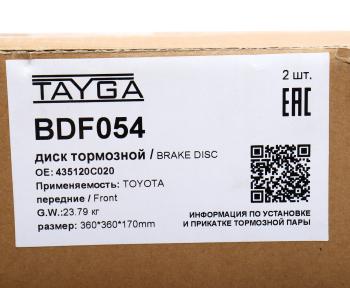 TAYGA
2 шт.
EAC
BDF054
диск тормозной / BRAKE DISC
OE: 435120C020
Применяемость: TOYOTA
передние / Front
G.W.:23.79 кг
размер: 360*360*170mm
ИНФОРМАЦИЯ ПО УСТАНОВКЕ
И ПРИКАТКЕ ТОРМОЗНОЙ ПАРЫ